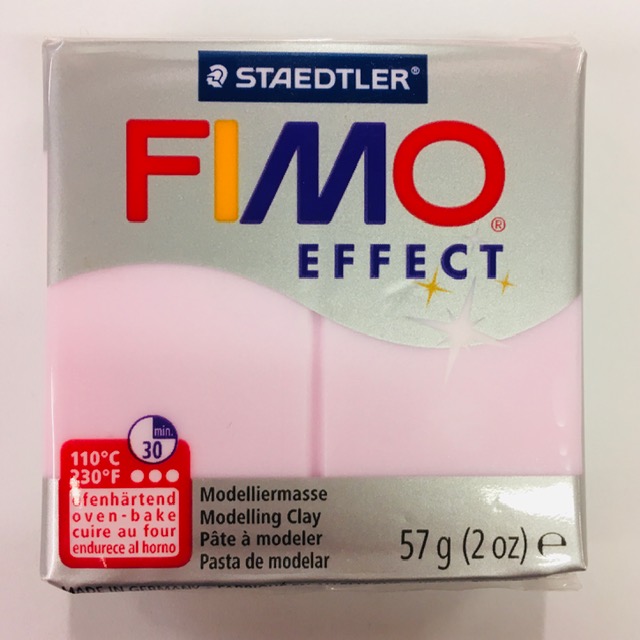 STAEDTLER®
FIMO®
EFFECT
min.
30
110°C
230°F
ofenhärtend
oven-bake
cuire au four
endurece al horno
Modelliermasse
Modelling Clay
Pâte à modeler
Pasta de modelar
57 g (2 oz) ℮
MADE IN GERMANY